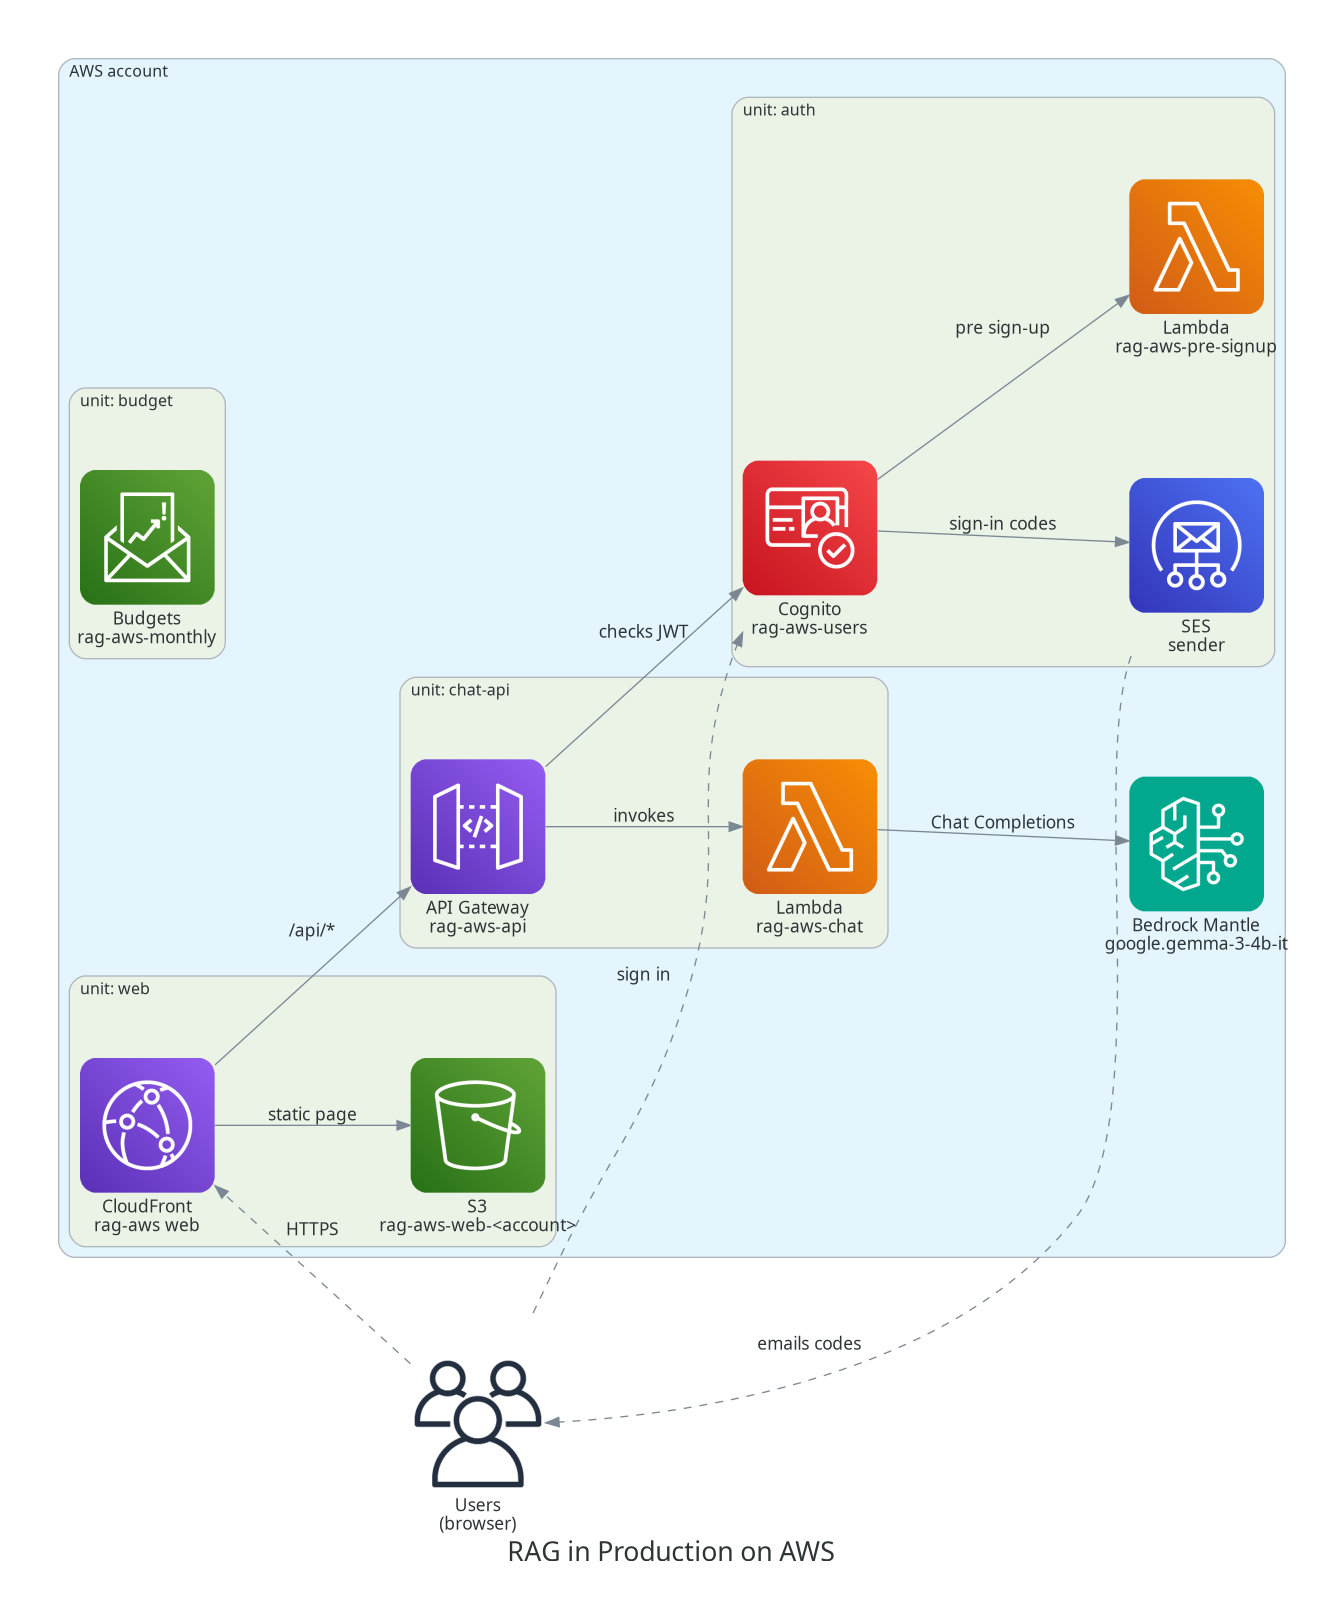 AWS account
unit: auth
Lambda
rag-aws-pre-signup
pre sign-up
unit: budget
Budgets
rag-aws-monthly
Cognito
rag-aws-users
sign-in codes
SES
sender
checks JWT
unit: chat-api
API Gateway
rag-aws-api
invokes
Lambda
rag-aws-chat
Chat Completions
Bedrock Mantle
google.gemma-3-4b-it
/api/*
sign in
unit: web
CloudFront
rag-aws web
static page
S3
rag-aws-web-<account>
HTTPS
emails codes
Users
(browser)
RAG in Production on AWS